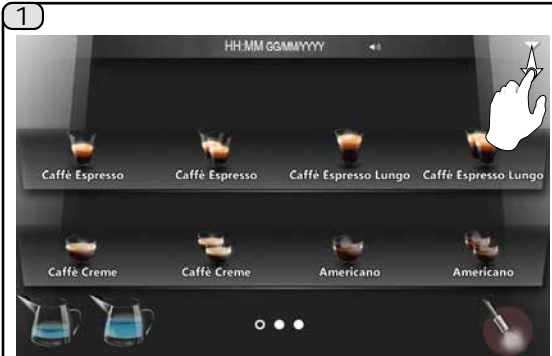 1
HH:MM GG/MM/YYYY
Caffè Espresso Caffè Espresso Caffè Espresso Lungo Caffè Espresso Lungo
Caffè Creme Caffè Creme Americano Americano